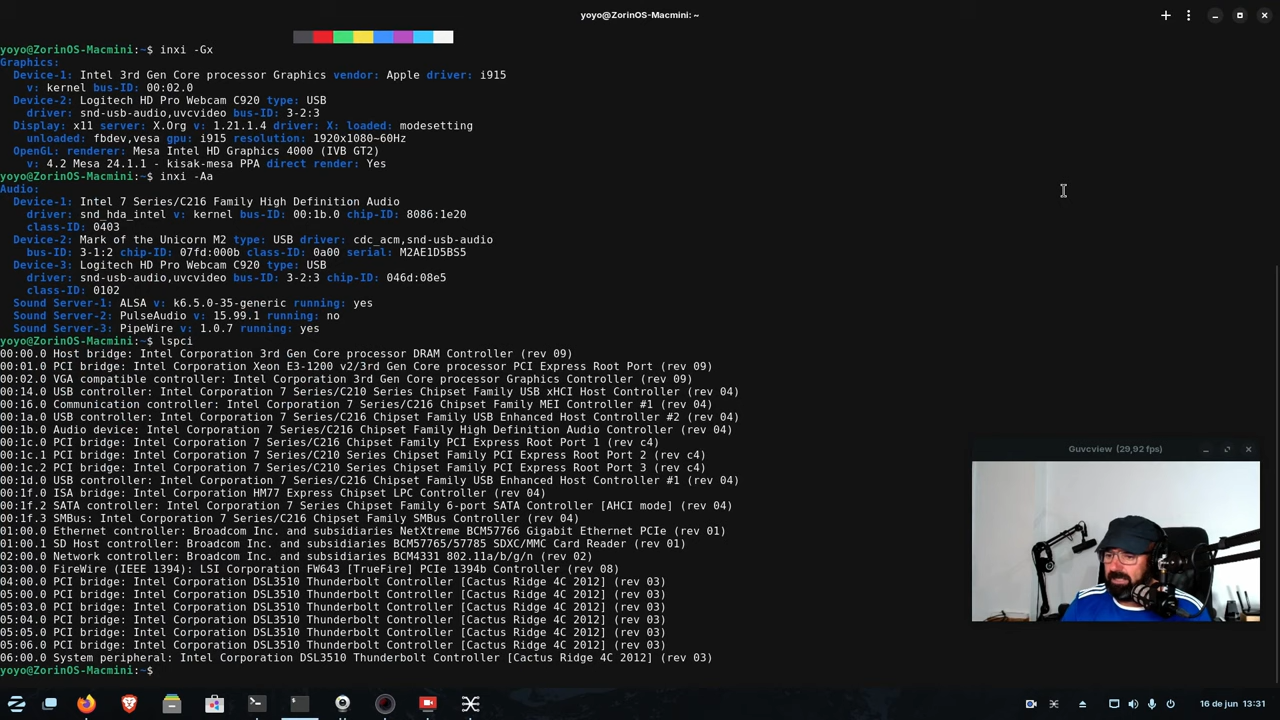 yoyo@ZorinOS-Macmini: ~
yoyo@ZorinOS-Macmini:~$ inxi -Gx
Graphics:
  Device-1: Intel 3rd Gen Core processor Graphics vendor: Apple driver: i915
    v: kernel bus-ID: 00:02.0
  Device-2: Logitech HD Pro Webcam C920 type: USB
    driver: snd-usb-audio,uvcvideo bus-ID: 3-2:3
  Display: x11 server: X.Org v: 1.21.1.4 driver: X: loaded: modesetting
    unloaded: fbdev,vesa gpu: i915 resolution: 1920x1080~60Hz
  OpenGL: renderer: Mesa Intel HD Graphics 4000 (IVB GT2)
    v: 4.2 Mesa 24.1.1 - kisak-mesa PPA direct render: Yes
yoyo@ZorinOS-Macmini:~$ inxi -Aa
Audio:
  Device-1: Intel 7 Series/C216 Family High Definition Audio
    driver: snd_hda_intel v: kernel bus-ID: 00:1b.0 chip-ID: 8086:1e20
    class-ID: 0403
  Device-2: Mark of the Unicorn M2 type: USB driver: cdc_acm,snd-usb-audio
    bus-ID: 3-1:2 chip-ID: 07fd:000b class-ID: 0a00 serial: M2AE1D5BS5
  Device-3: Logitech HD Pro Webcam C920 type: USB
    driver: snd-usb-audio,uvcvideo bus-ID: 3-2:3 chip-ID: 046d:08e5
    class-ID: 0102
  Sound Server-1: ALSA v: k6.5.0-35-generic running: yes
  Sound Server-2: PulseAudio v: 15.99.1 running: no
  Sound Server-3: PipeWire v: 1.0.7 running: yes
yoyo@ZorinOS-Macmini:~$ lspci
00:00.0 Host bridge: Intel Corporation 3rd Gen Core processor DRAM Controller (rev 09)
00:01.0 PCI bridge: Intel Corporation Xeon E3-1200 v2/3rd Gen Core processor PCI Express Root Port (rev 09)
00:02.0 VGA compatible controller: Intel Corporation 3rd Gen Core processor Graphics Controller (rev 09)
00:14.0 USB controller: Intel Corporation 7 Series/C210 Series Chipset Family USB xHCI Host Controller (rev 04)
00:16.0 Communication controller: Intel Corporation 7 Series/C216 Chipset Family MEI Controller #1 (rev 04)
00:1a.0 USB controller: Intel Corporation 7 Series/C216 Chipset Family USB Enhanced Host Controller #2 (rev 04)
00:1b.0 Audio device: Intel Corporation 7 Series/C216 Chipset Family High Definition Audio Controller (rev 04)
00:1c.0 PCI bridge: Intel Corporation 7 Series/C216 Chipset Family PCI Express Root Port 1 (rev c4)
00:1c.1 PCI bridge: Intel Corporation 7 Series/C210 Series Chipset Family PCI Express Root Port 2 (rev c4)
00:1c.2 PCI bridge: Intel Corporation 7 Series/C210 Series Chipset Family PCI Express Root Port 3 (rev c4)
00:1d.0 USB controller: Intel Corporation 7 Series/C216 Chipset Family USB Enhanced Host Controller #1 (rev 04)
00:1f.0 ISA bridge: Intel Corporation HM77 Express Chipset LPC Controller (rev 04)
00:1f.2 SATA controller: Intel Corporation 7 Series Chipset Family 6-port SATA Controller [AHCI mode] (rev 04)
00:1f.3 SMBus: Intel Corporation 7 Series/C216 Chipset Family SMBus Controller (rev 04)
01:00.0 Ethernet controller: Broadcom Inc. and subsidiaries NetXtreme BCM57766 Gigabit Ethernet PCIe (rev 01)
01:00.1 SD Host controller: Broadcom Inc. and subsidiaries BCM57765/57785 SDXC/MMC Card Reader (rev 01)
02:00.0 Network controller: Broadcom Inc. and subsidiaries BCM4331 802.11a/b/g/n (rev 02)
03:00.0 FireWire (IEEE 1394): LSI Corporation FW643 [TrueFire] PCIe 1394b Controller (rev 08)
04:00.0 PCI bridge: Intel Corporation DSL3510 Thunderbolt Controller [Cactus Ridge 4C 2012] (rev 03)
05:00.0 PCI bridge: Intel Corporation DSL3510 Thunderbolt Controller [Cactus Ridge 4C 2012] (rev 03)
05:03.0 PCI bridge: Intel Corporation DSL3510 Thunderbolt Controller [Cactus Ridge 4C 2012] (rev 03)
05:04.0 PCI bridge: Intel Corporation DSL3510 Thunderbolt Controller [Cactus Ridge 4C 2012] (rev 03)
05:05.0 PCI bridge: Intel Corporation DSL3510 Thunderbolt Controller [Cactus Ridge 4C 2012] (rev 03)
05:06.0 PCI bridge: Intel Corporation DSL3510 Thunderbolt Controller [Cactus Ridge 4C 2012] (rev 03)
06:00.0 System peripheral: Intel Corporation DSL3510 Thunderbolt Controller [Cactus Ridge 4C 2012] (rev 03)
yoyo@ZorinOS-Macmini:~$
Guvcview (29,92 fps)
16 de jun 13:31